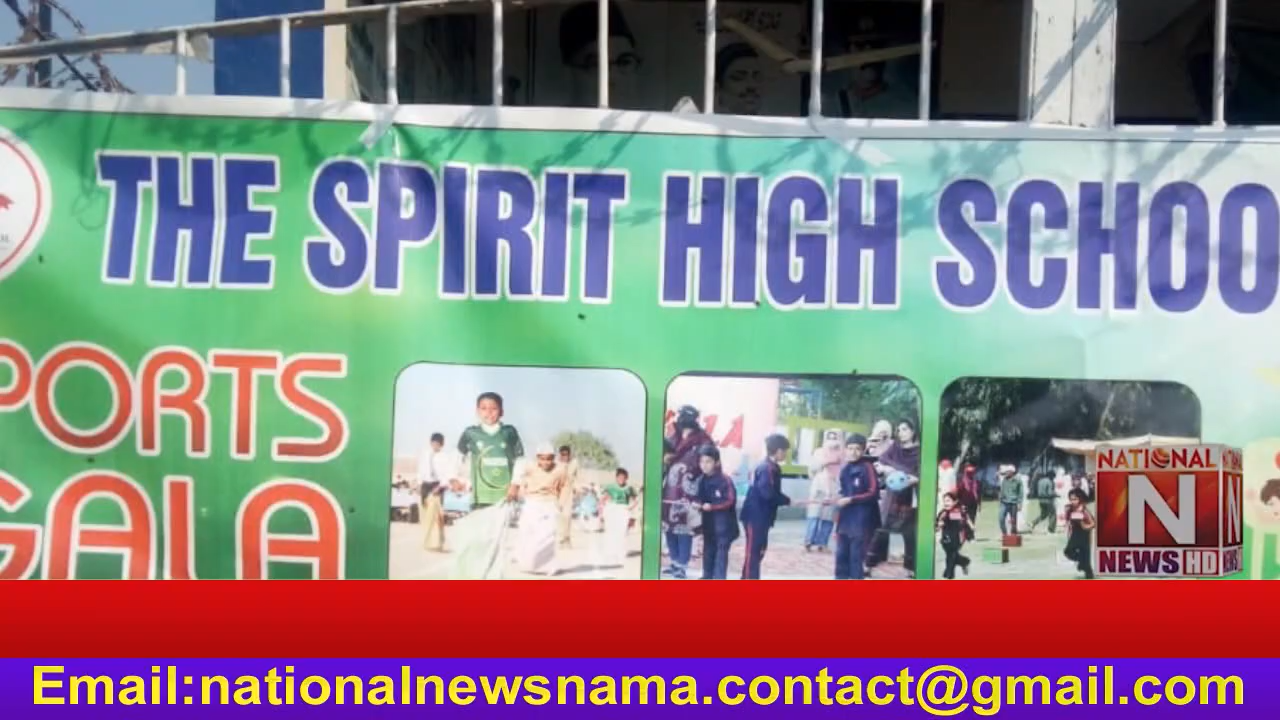 THE SPIRIT HIGH SCHOO
PORTS
GALA
NATIONAL
N
NEWS HD
Email:nationalnewsnama.contact@gmail.com